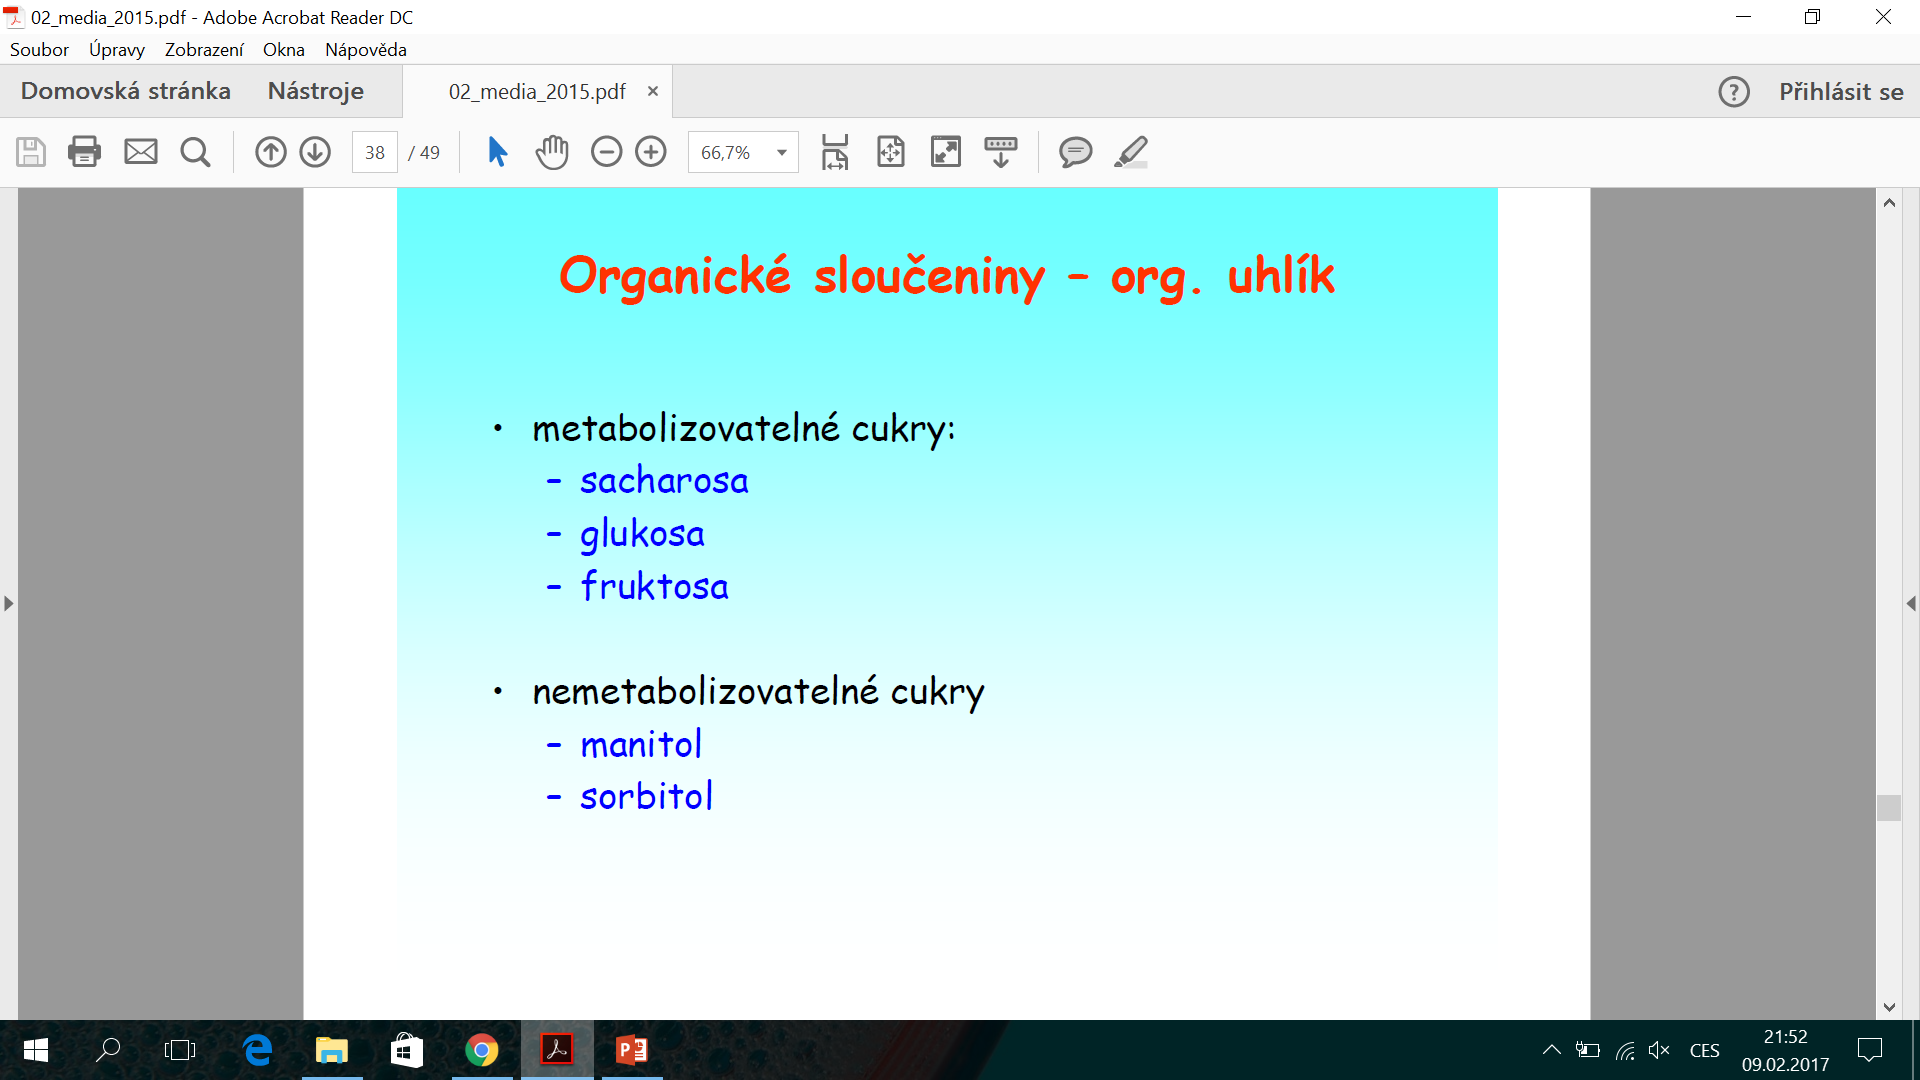 02_media_2015.pdf - Adobe Acrobat Reader DC
Soubor Úpravy Zobrazení Okna Nápověda
Domovská stránka Nástroje 02_media_2015.pdf × ? Přihlásit se
38 / 49 66,7%
Organické sloučeniny – org. uhlík
• metabolizovatelné cukry:
– sacharosa
– glukosa
– fruktosa
• nemetabolizovatelné cukry
– manitol
– sorbitol
CES
21:52
09.02.2017